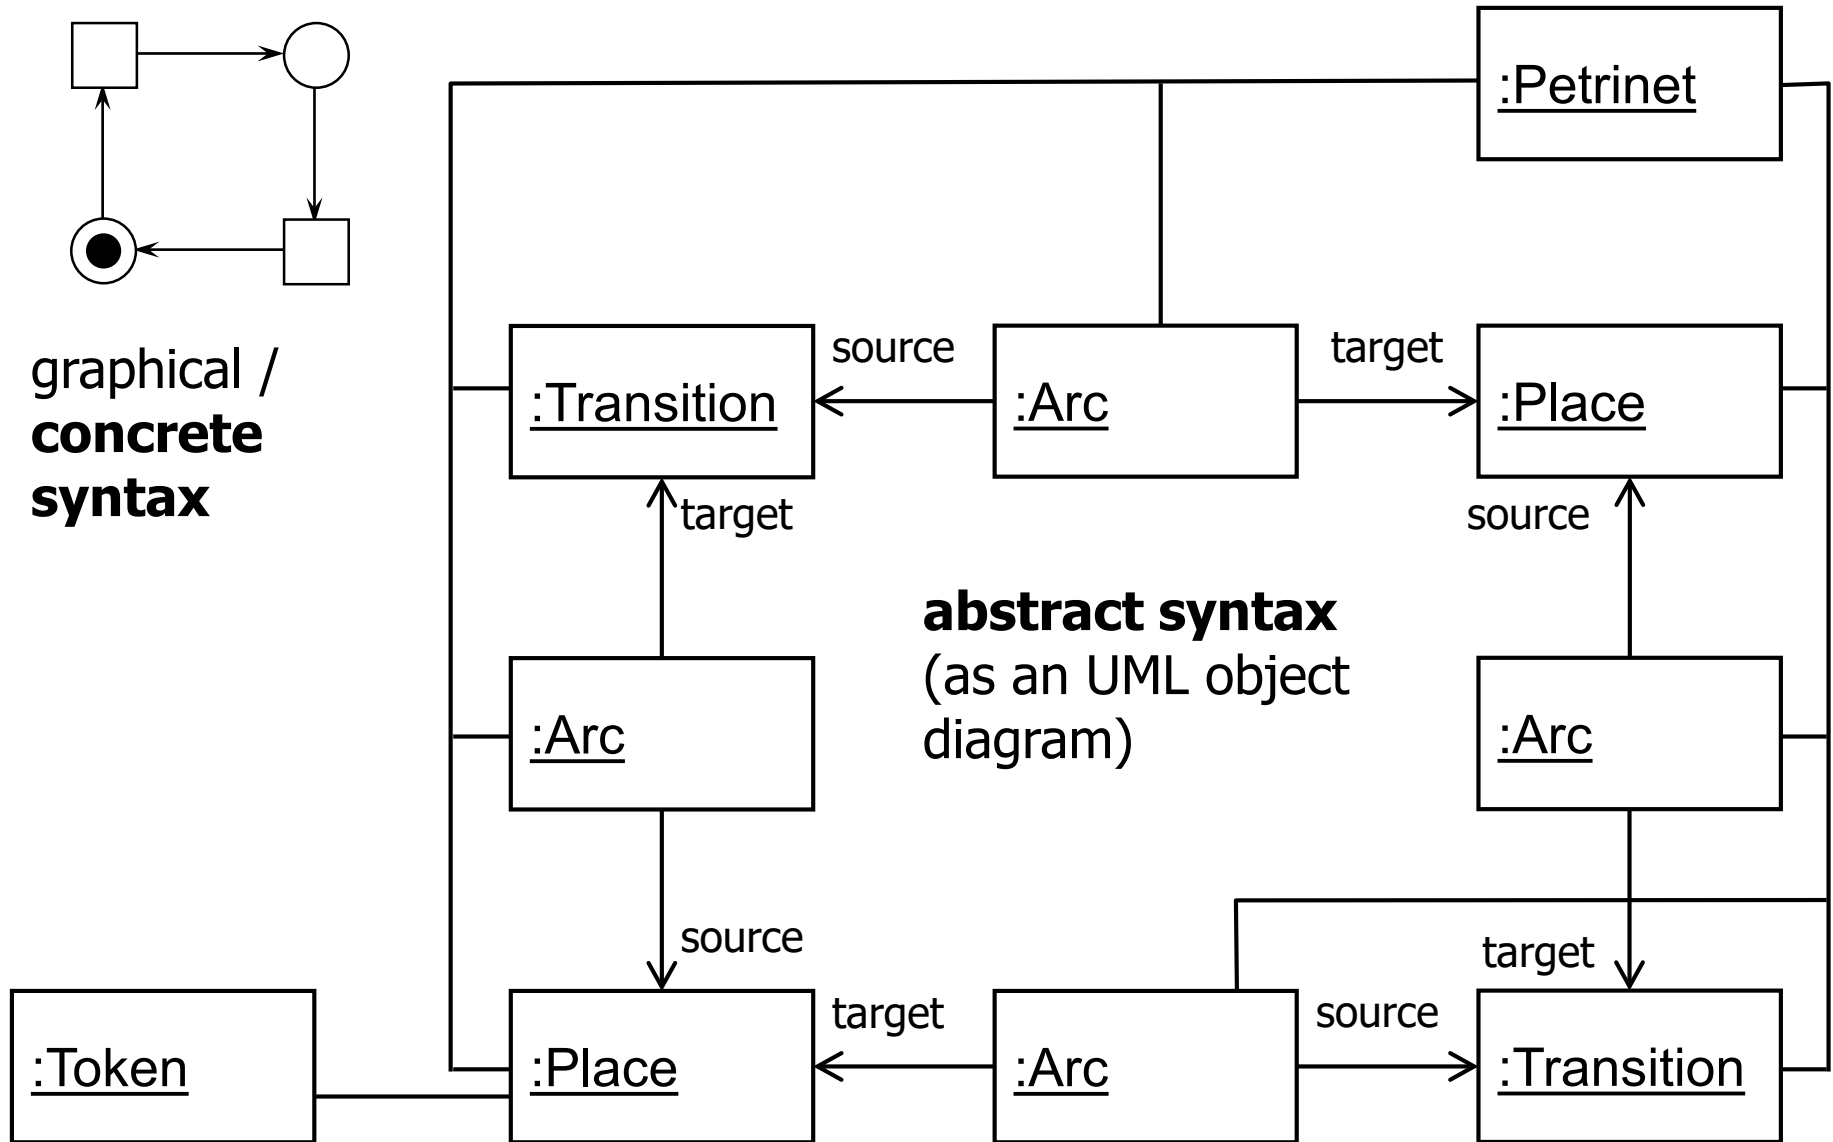 :Petrinet
graphical /
concrete
syntax
:Transition
source
:Arc
target
:Place
target
source
abstract syntax
(as an UML object
diagram)
:Arc
:Arc
source
target
:Token
:Place
target
:Arc
source
:Transition